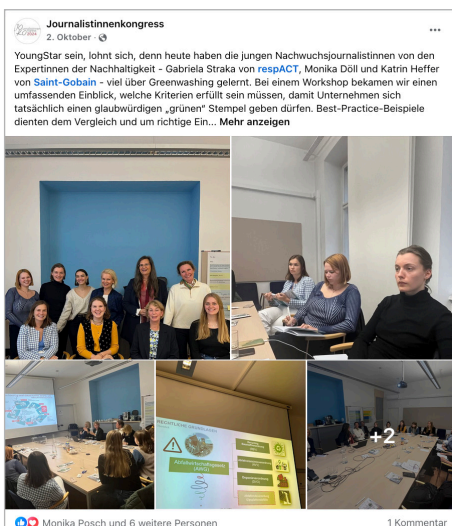 Journalistinnenkongress
2. Oktober ·
YoungStar sein, lohnt sich, denn heute haben die jungen Nachwuchsjournalistinnen von den
Expertinnen der Nachhaltigkeit - Gabriela Straka von respACT, Monika Döll und Katrin Heffer
von Saint-Gobain - viel über Greenwashing gelernt. Bei einem Workshop bekamen wir einen
umfassenden Einblick, welche Kriterien erfüllt sein müssen, damit Unternehmen sich
tatsächlich einen glaubwürdigen „grünen“ Stempel geben dürfen. Best-Practice-Beispiele
dienten dem Vergleich und um richtige Ein... Mehr anzeigen
RECHTLICHE GRUNDLAGEN
Abfallwirtschaftsgesetz
(AWG)
+2
Monika Posch und 6 weitere Personen
1 Kommentar